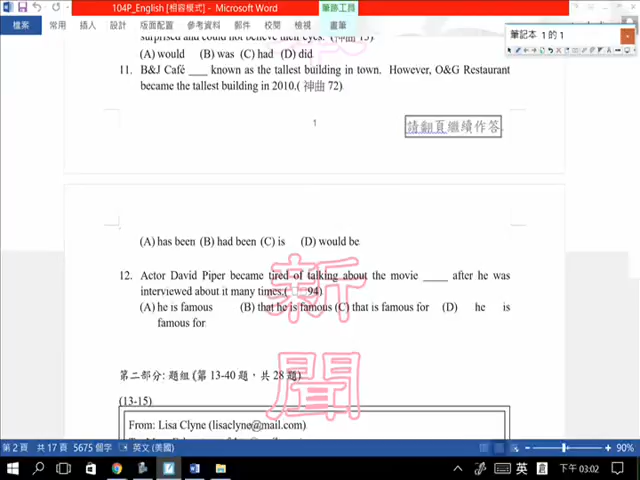 104P_English [相容模式] - Microsoft Word
筆跡工具
檔案 常用 插入 設計 版面配置 參考資料 郵件 校閱 檢視 畫筆
筆記本 1 的 1
surprised and could not believe their eyes. (神曲 15)
(A) would (B) was (C) had (D) did
11. B&J Café ___ known as the tallest building in town. However, O&G Restaurant
became the tallest building in 2010.( 神曲 72)
1
請翻頁繼續作答.
(A) has been (B) had been (C) is (D) would be
12. Actor David Piper became tired of talking about the movie ____ after he was
interviewed about it many times.( 94)
(A) he is famous (B) that he is famous (C) that is famous for (D) he is
famous for
新
聞
第二部分: 題組 (第 13-40 題，共 28 題)
(13-15)
From: Lisa Clyne (lisaclyne@mail.com)
第 2 頁，共 17 頁 5675 個字 英文 (美國) 90%
英 下午 03:02